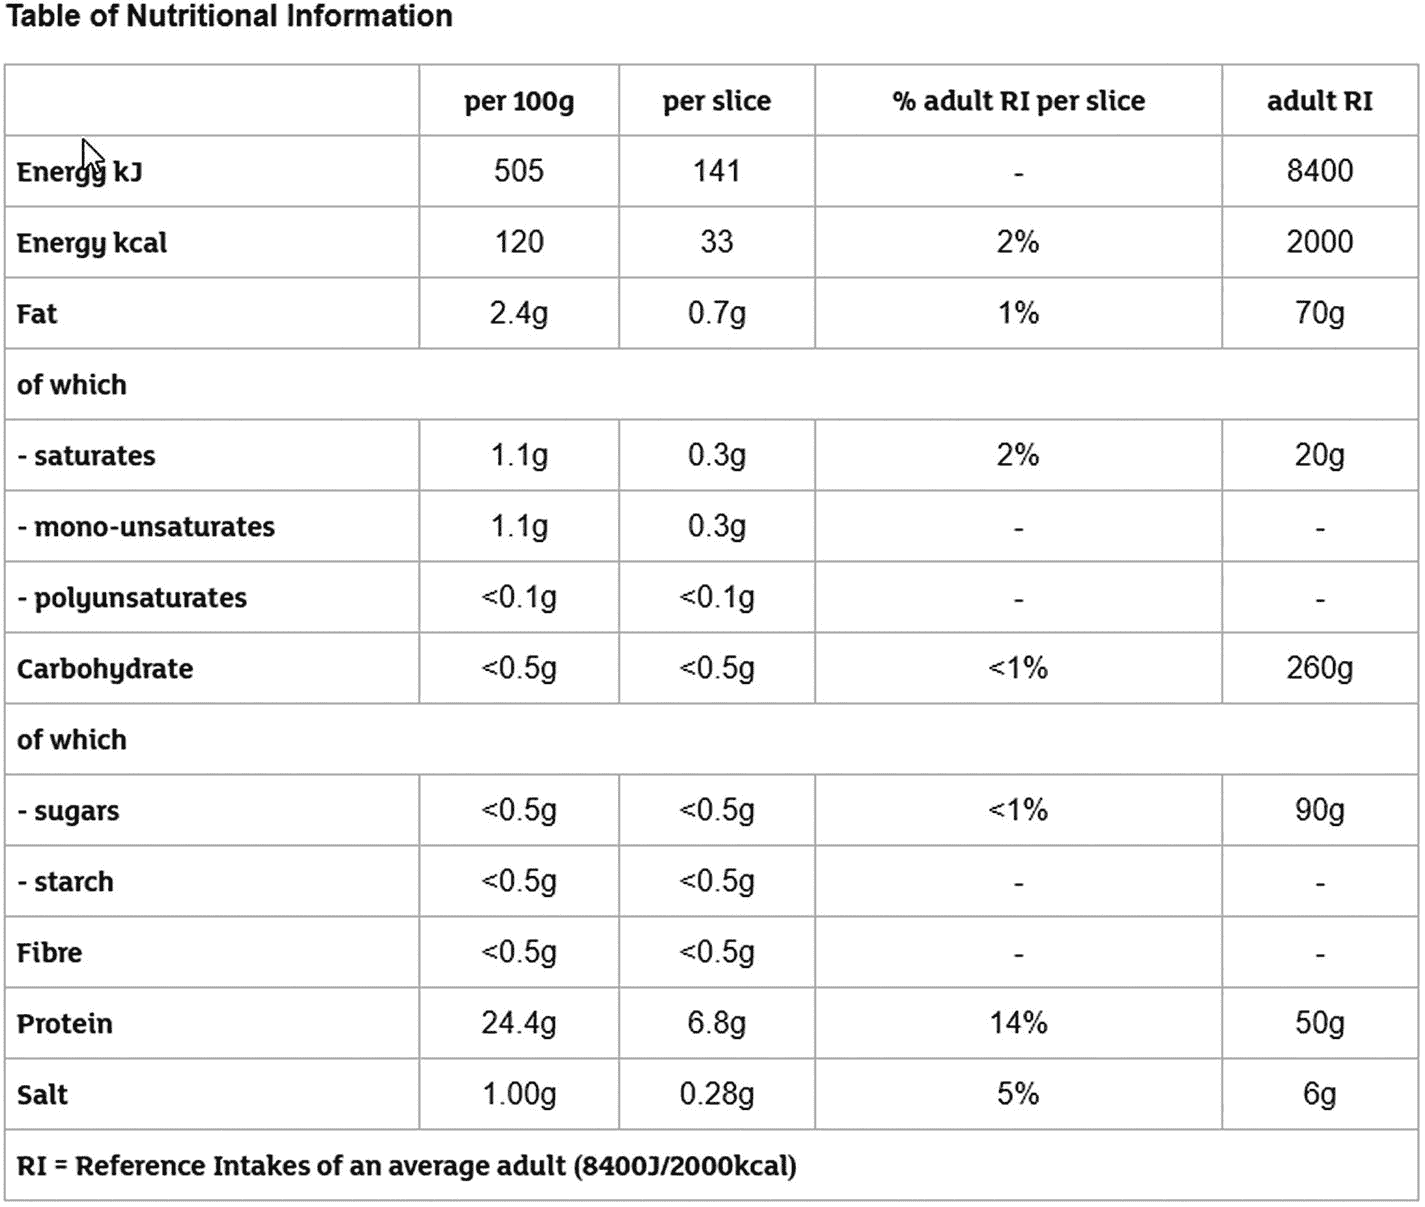 Table of Nutritional Information
per 100g per slice % adult RI per slice adult RI
Energy kJ 505 141 - 8400
Energy kcal 120 33 2% 2000
Fat 2.4g 0.7g 1% 70g
of which
- saturates 1.1g 0.3g 2% 20g
- mono-unsaturates 1.1g 0.3g - -
- polyunsaturates <0.1g <0.1g - -
Carbohydrate <0.5g <0.5g <1% 260g
of which
- sugars <0.5g <0.5g <1% 90g
- starch <0.5g <0.5g - -
Fibre <0.5g <0.5g - -
Protein 24.4g 6.8g 14% 50g
Salt 1.00g 0.28g 5% 6g
RI = Reference Intakes of an average adult (8400J/2000kcal)